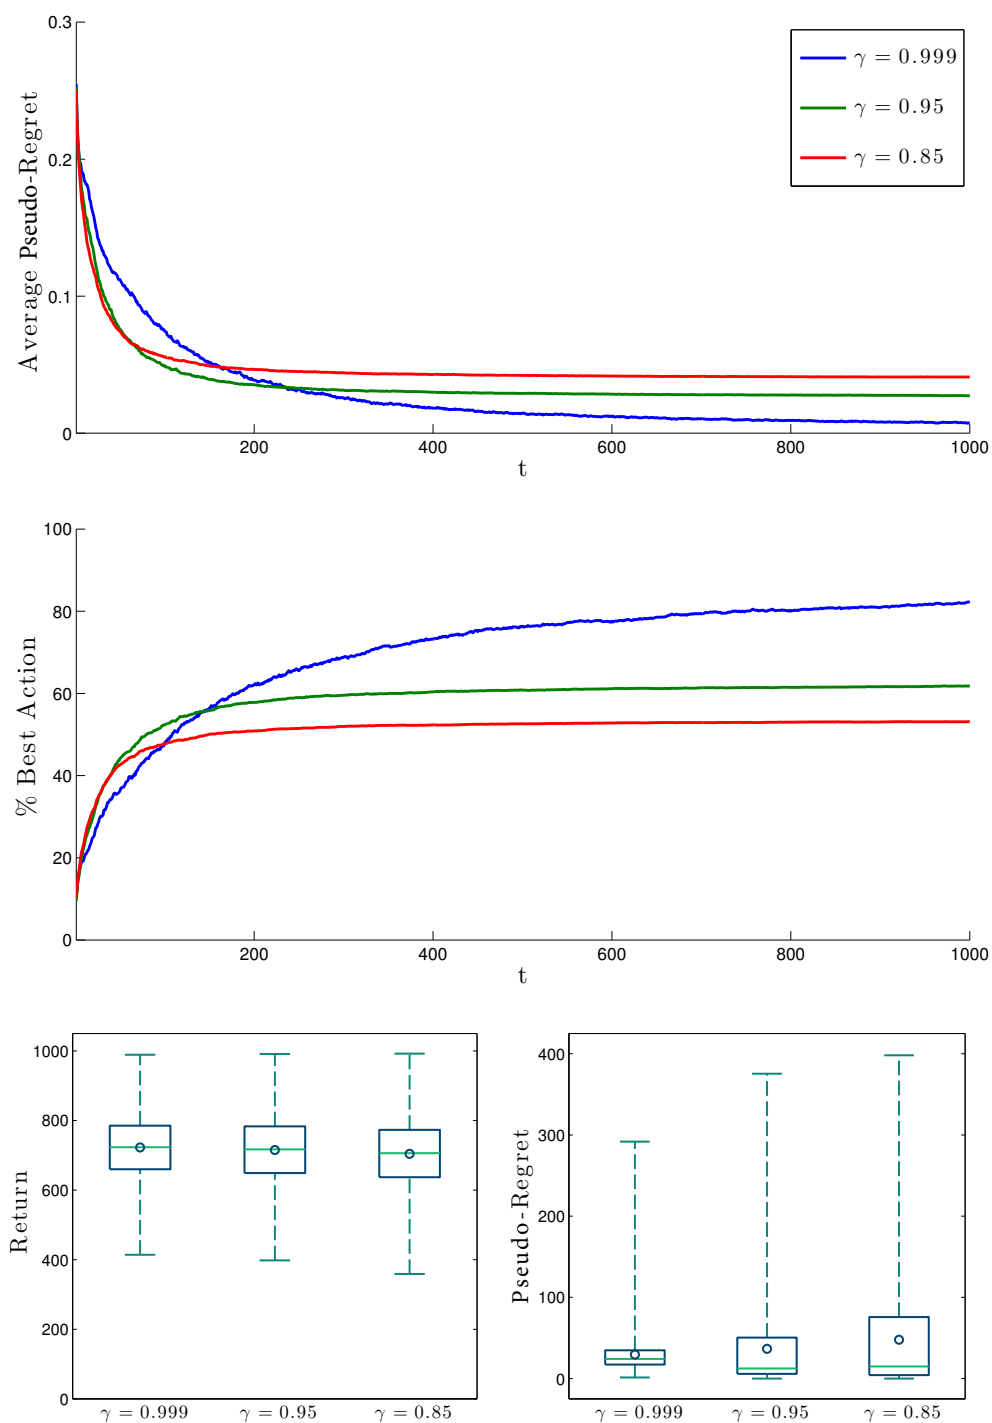 0.3
0.2
0.1
0
Average Pseudo-Regret
γ = 0.999
γ = 0.95
γ = 0.85
200
400
600
800
1000
t
100
80
60
40
20
0
% Best Action
200
400
600
800
1000
t
1000
800
600
400
200
0
Return
γ = 0.999
γ = 0.95
γ = 0.85
400
300
200
100
0
Pseudo-Regret
γ = 0.999
γ = 0.95
γ = 0.85